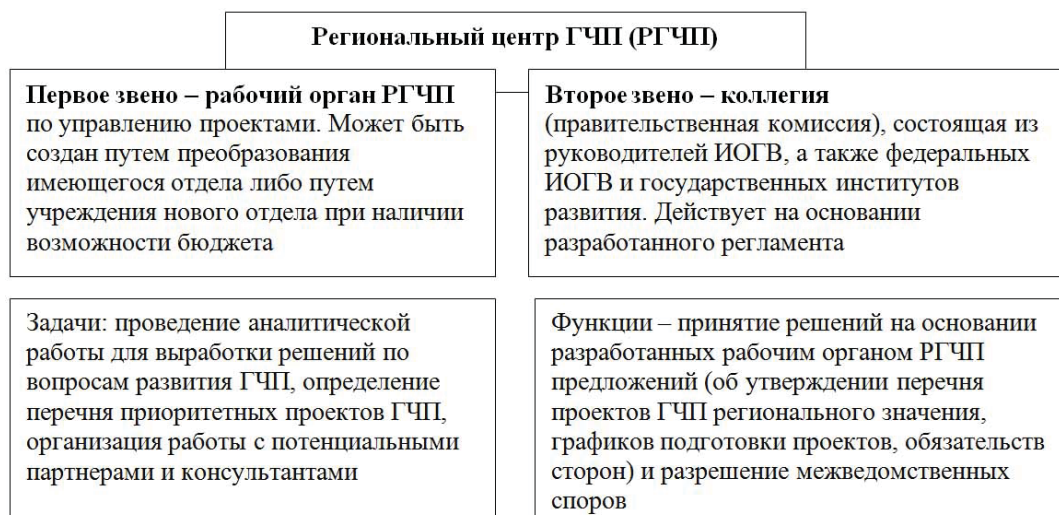 Региональный центр ГЧП (РГЧП)
Первое звено – рабочий орган РГЧП
по управлению проектами. Может быть
создан путем преобразования
имеющегося отдела либо путем
учреждения нового отдела при наличии
возможности бюджета
Второе звено – коллегия
(правительственная комиссия), состоящая из
руководителей ИОГВ, а также федеральных
ИОГВ и государственных институтов
развития. Действует на основании
разработанного регламента
Задачи: проведение аналитической
работы для выработки решений по
вопросам развития ГЧП, определение
перечня приоритетных проектов ГЧП,
организация работы с потенциальными
партнерами и консультантами
Функции – принятие решений на основании
разработанных рабочим органом РГЧП
предложений (об утверждении перечня
проектов ГЧП регионального значения,
графиков подготовки проектов, обязательств
сторон) и разрешение межведомственных
споров